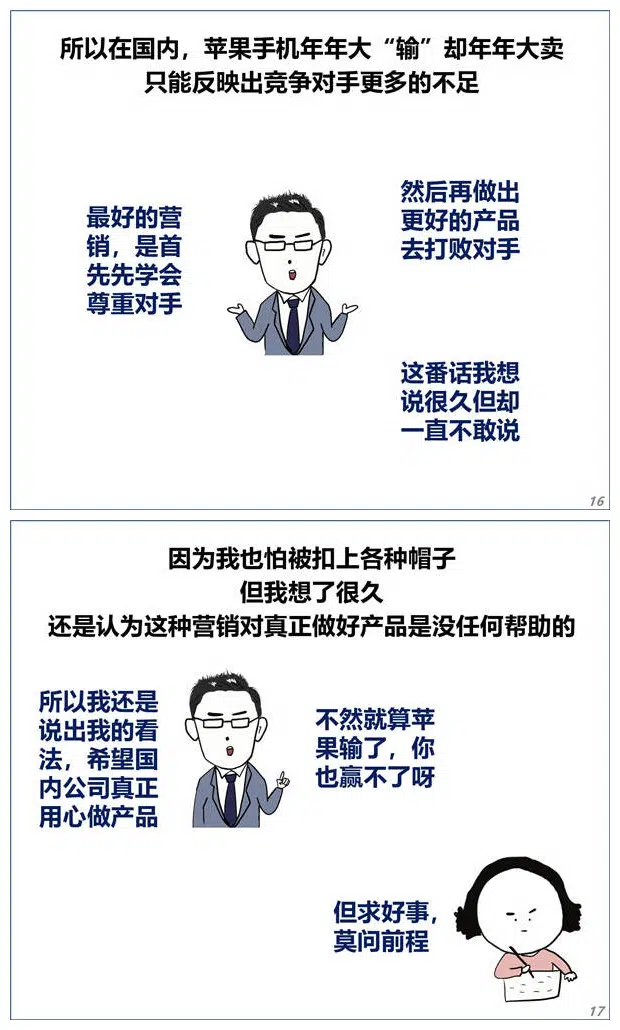 所以在国内，苹果手机年年大“输”却年年大卖
只能反映出竞争对手更多的不足
最好的营
销，是首
先先学会
尊重对手
然后再做出
更好的产品
去打败对手
这番话我想
说很久但却
一直不敢说
16
因为我也怕被扣上各种帽子
但我想了很久
还是认为这种营销对真正做好产品是没任何帮助的
所以我还是
说出我的看
法，希望国
内公司真正
用心做产品
不然就算苹
果输了，你
也赢不了呀
但求好事，
莫问前程
17